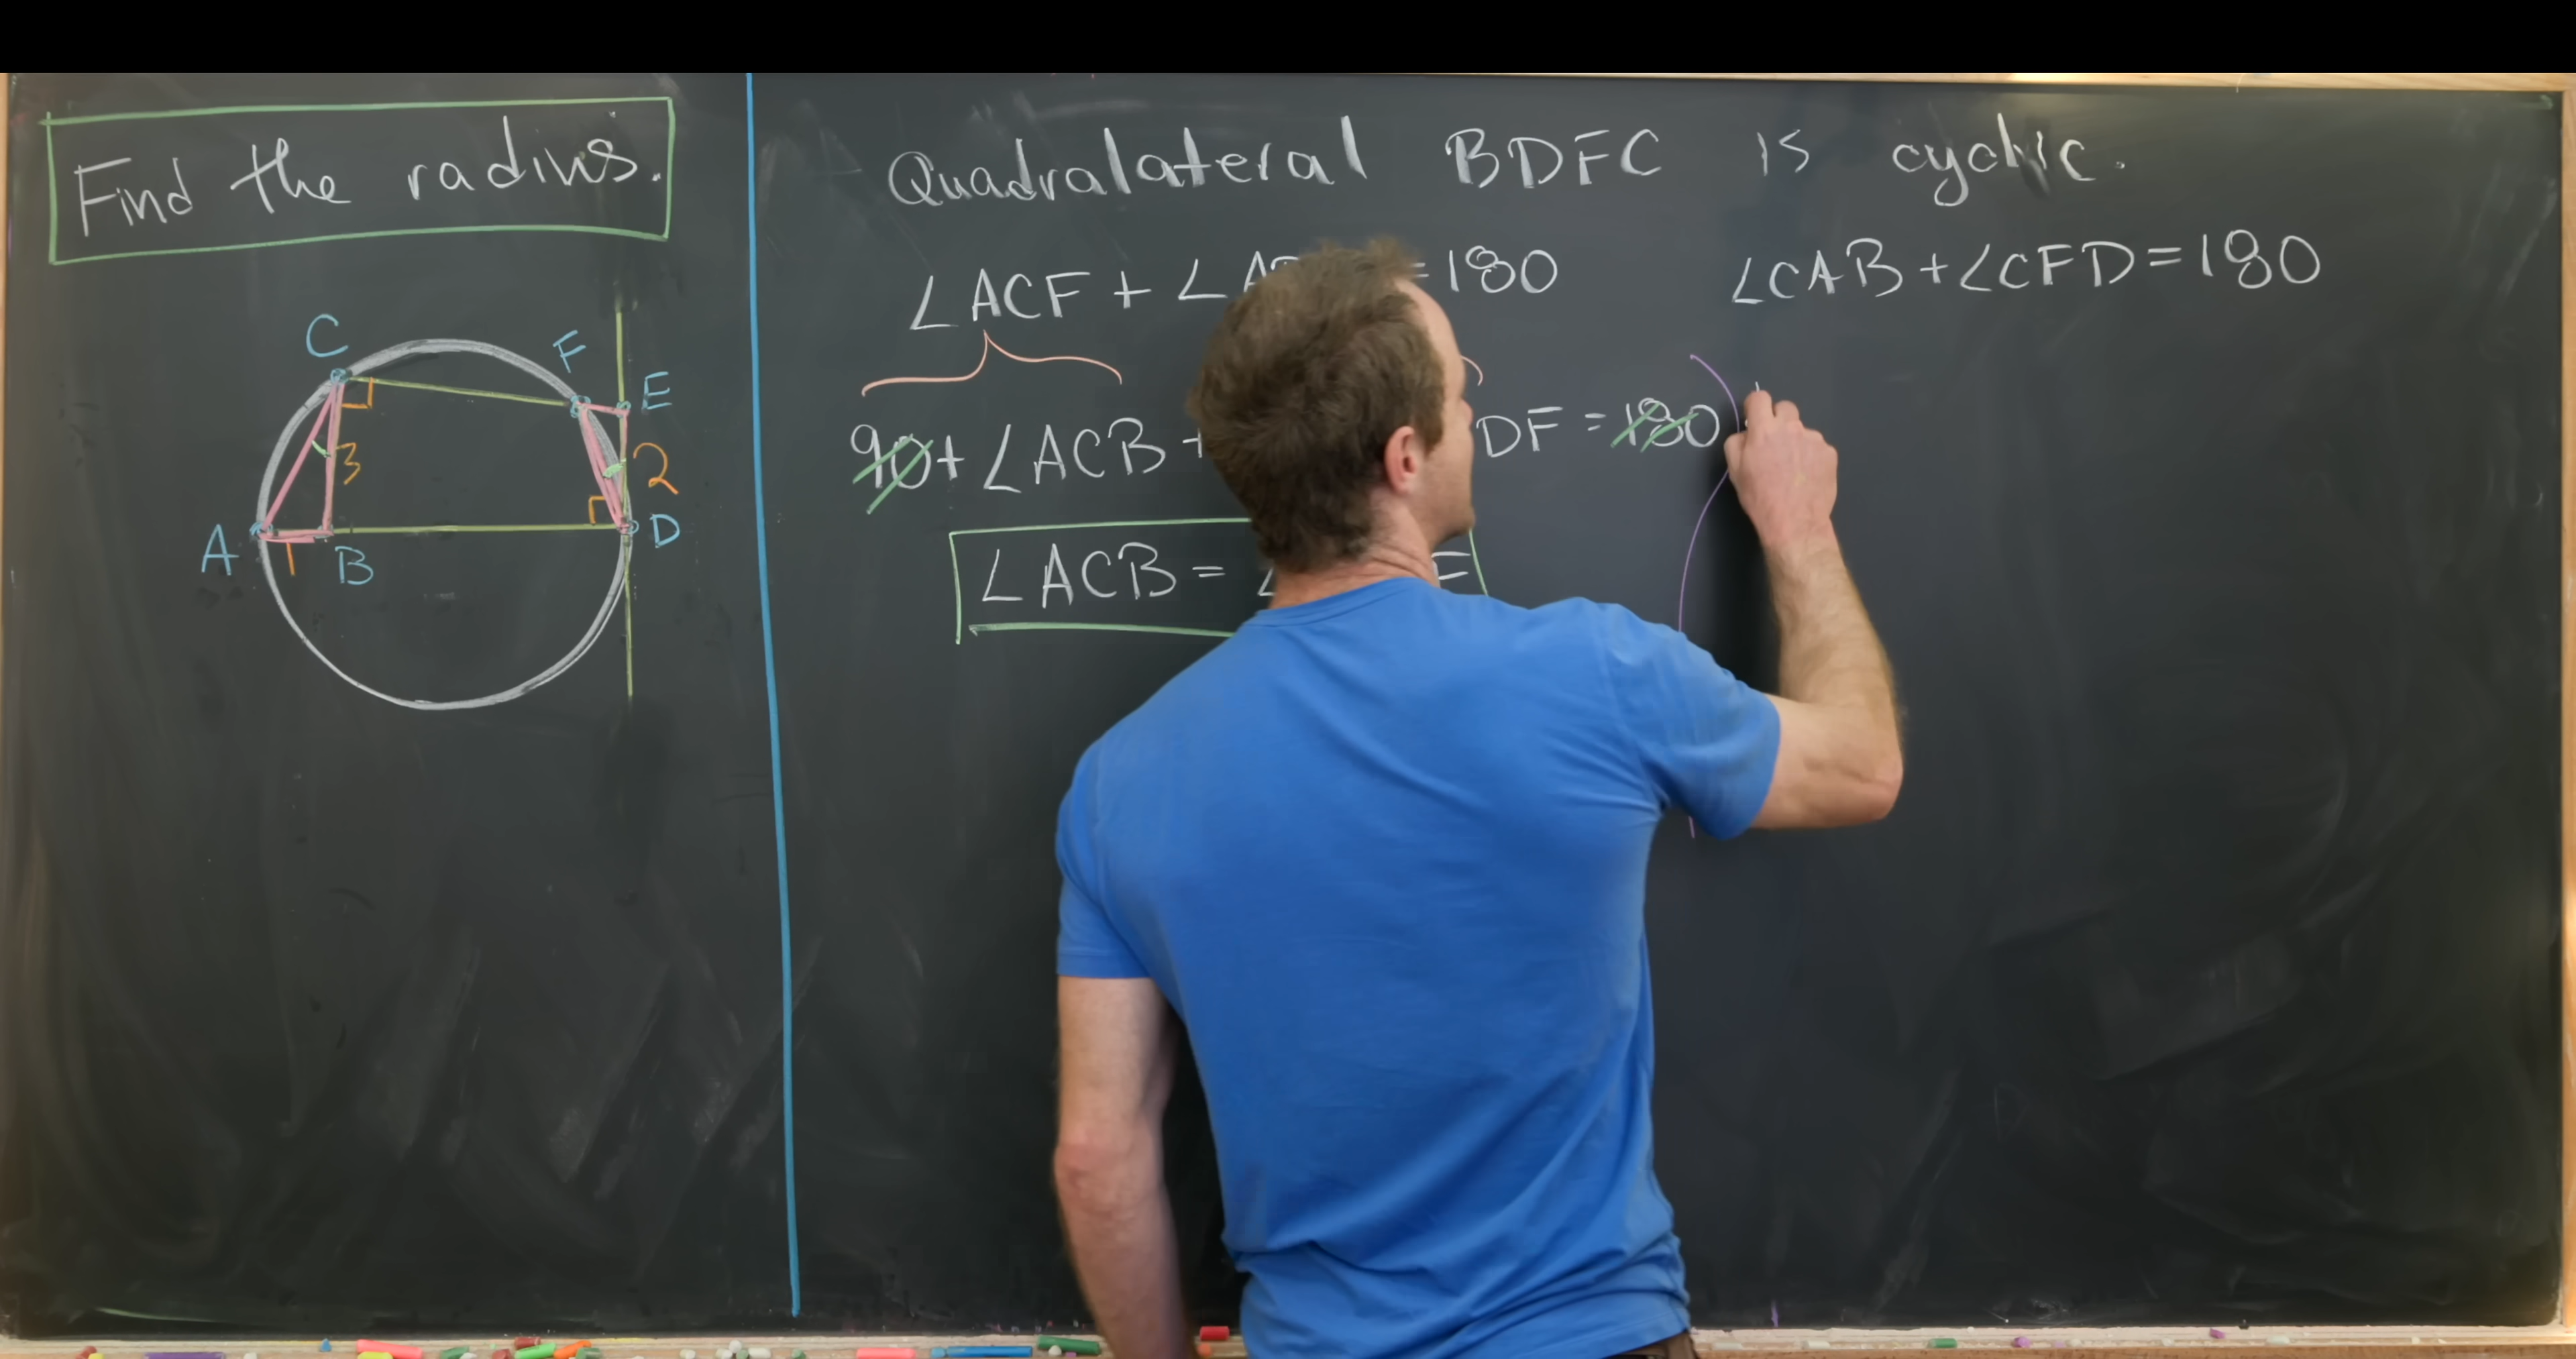 Find the radius.
C
F
E
3
2
A
1
B
D
Quadralateral BDFC is cyclic.
∠ACF + ∠A =180
∠CAB + ∠CFD = 180
90 + ∠ACB + DF = 180
∠ACB = ∠ F